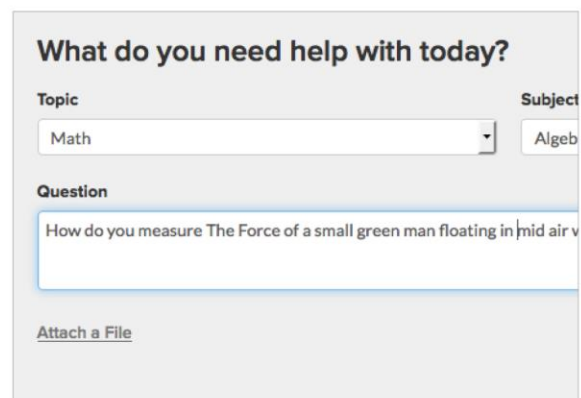 What do you need help with today?
Topic Subject
Math Algeb
Question
How do you measure The Force of a small green man floating in mid air
Attach a File